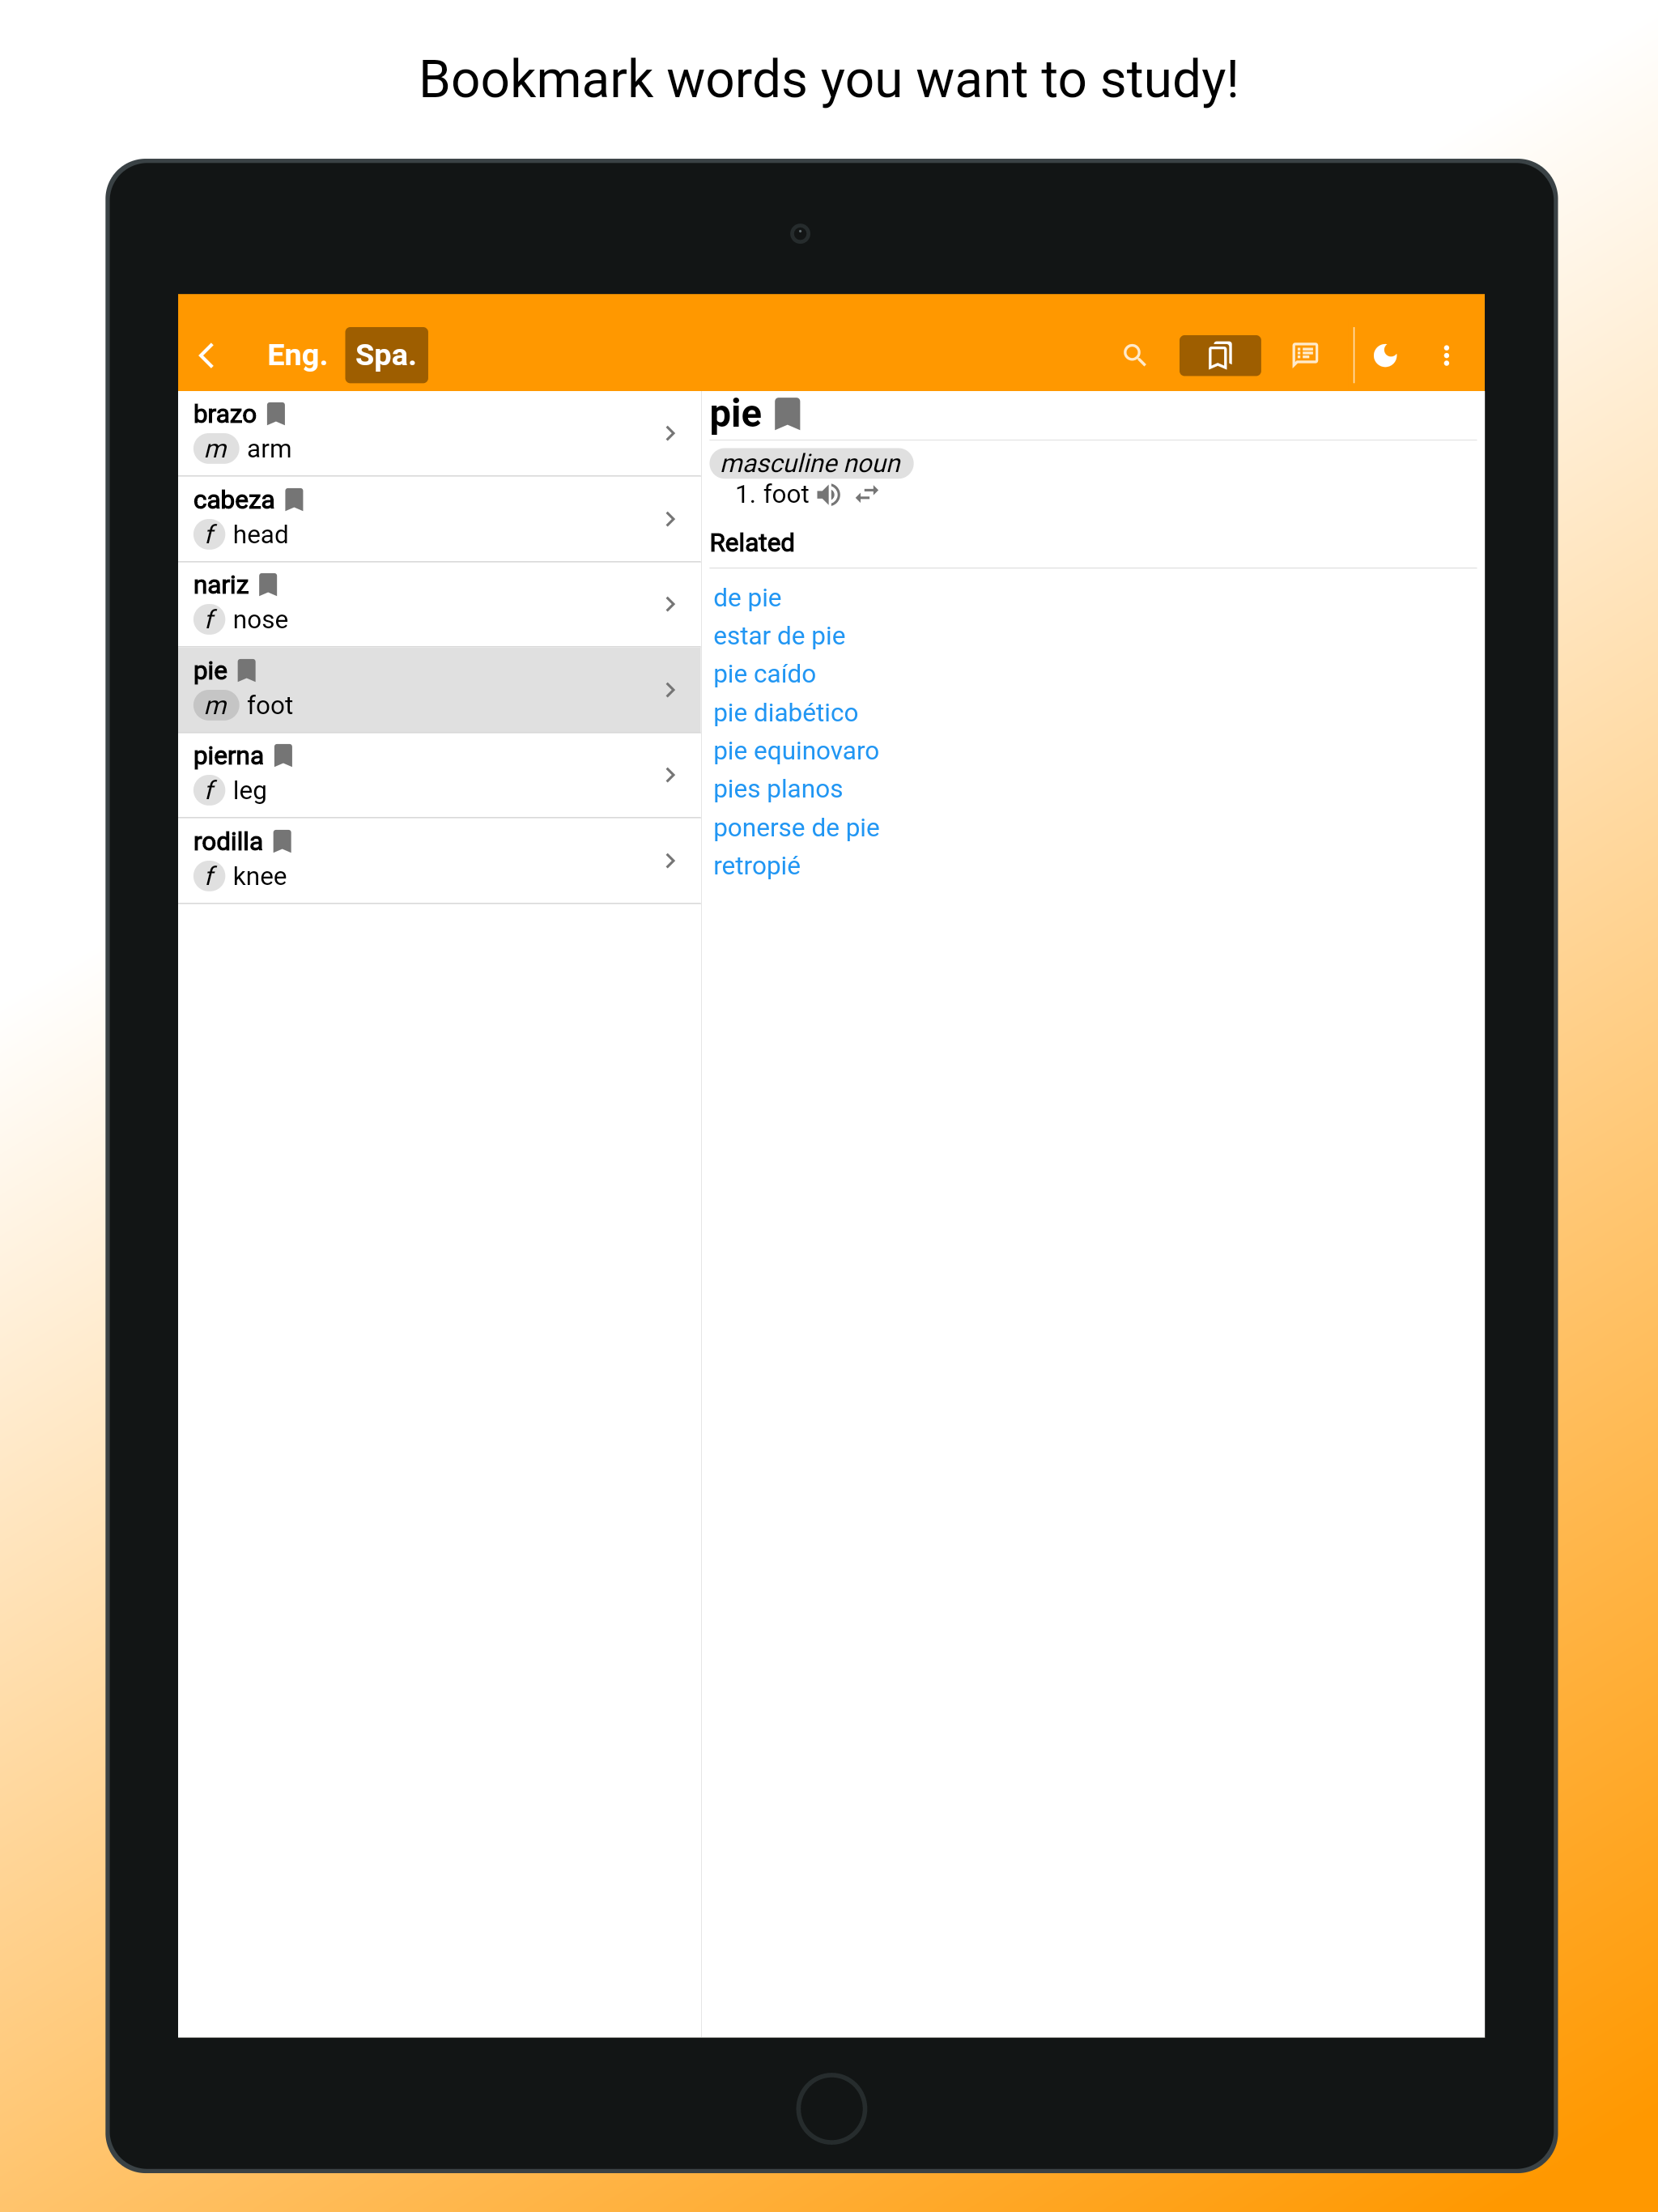 Bookmark words you want to study!
Eng. Spa.
brazo
m arm
cabeza
f head
nariz
f nose
pie
m foot
pierna
f leg
rodilla
f knee
pie
masculine noun
1. foot
Related
de pie
estar de pie
pie caído
pie diabético
pie equinovaro
pies planos
ponerse de pie
retropié